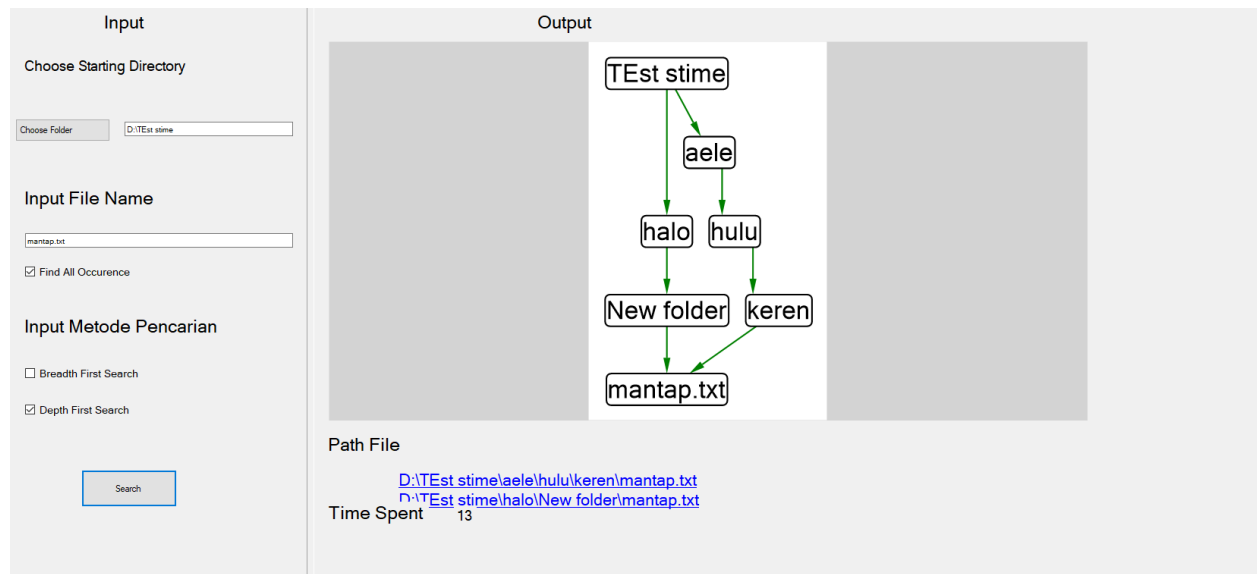 Input
Choose Starting Directory
Choose Folder
D:\TEst stime
Input File Name
mantap.txt
Find All Occurence
Input Metode Pencarian
Breadth First Search
Depth First Search
Search
Output
TEst stime
aele
halo
hulu
New folder
keren
mantap.txt
Path File
D:\TEst stime\aele\hulu\keren\mantap.txt
D:\TEst stime\halo\New folder\mantap.txt
Time Spent 13